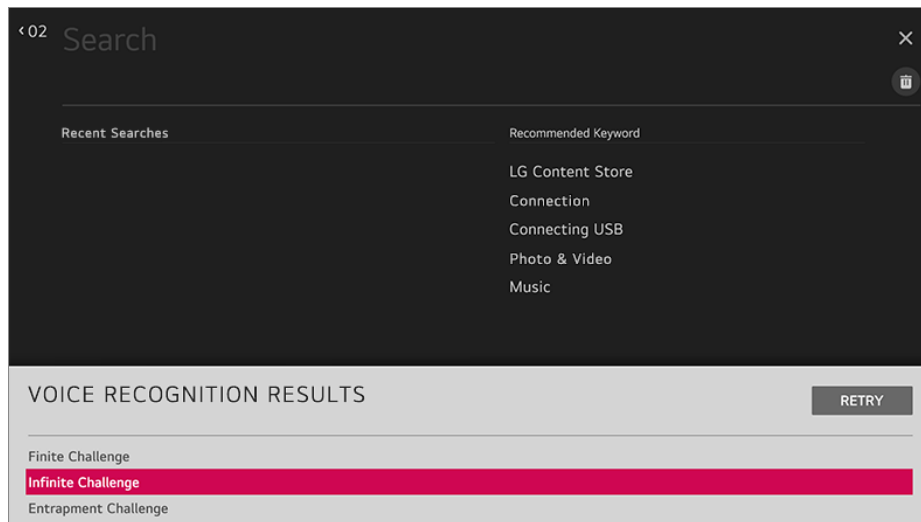 ‹ 02
Search
Recent Searches
Recommended Keyword
LG Content Store
Connection
Connecting USB
Photo & Video
Music
VOICE RECOGNITION RESULTS
RETRY
Finite Challenge
Infinite Challenge
Entrapment Challenge